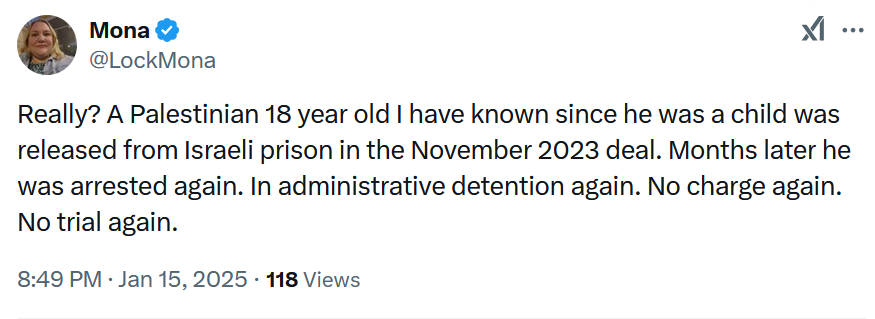 Mona
@LockMona
Really? A Palestinian 18 year old I have known since he was a child was
released from Israeli prison in the November 2023 deal. Months later he
was arrested again. In administrative detention again. No charge again.
No trial again.
8:49 PM · Jan 15, 2025 · 118 Views